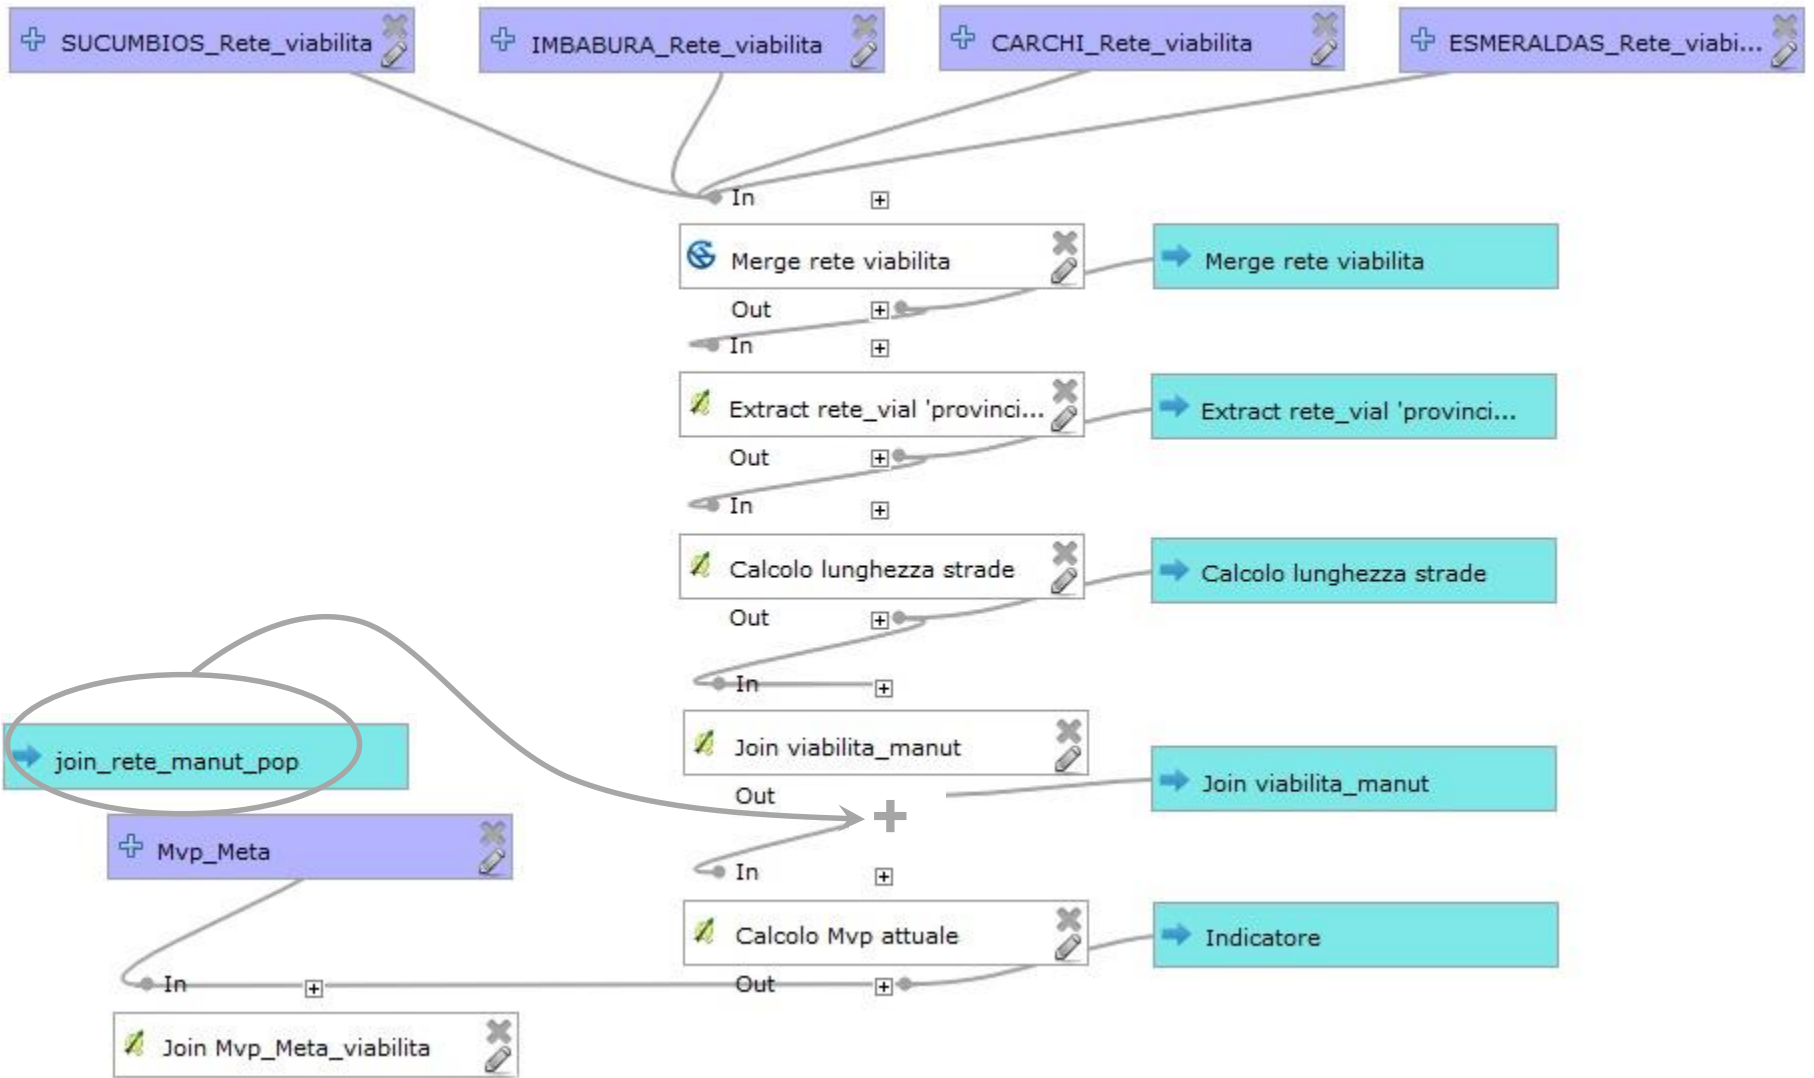 SUCUMBIOS_Rete_viabilita
IMBABURA_Rete_viabilita
CARCHI_Rete_viabilita
ESMERALDAS_Rete_viabi...
In
Merge rete viabilita
Merge rete viabilita
Out
In
Extract rete_vial 'provinci...
Extract rete_vial 'provinci...
Out
In
Calcolo lunghezza strade
Calcolo lunghezza strade
Out
In
Join viabilita_manut
join_rete_manut_pop
Join viabilita_manut
Out
Mvp_Meta
In
Calcolo Mvp attuale
Indicatore
In
Out
Join Mvp_Meta_viabilita